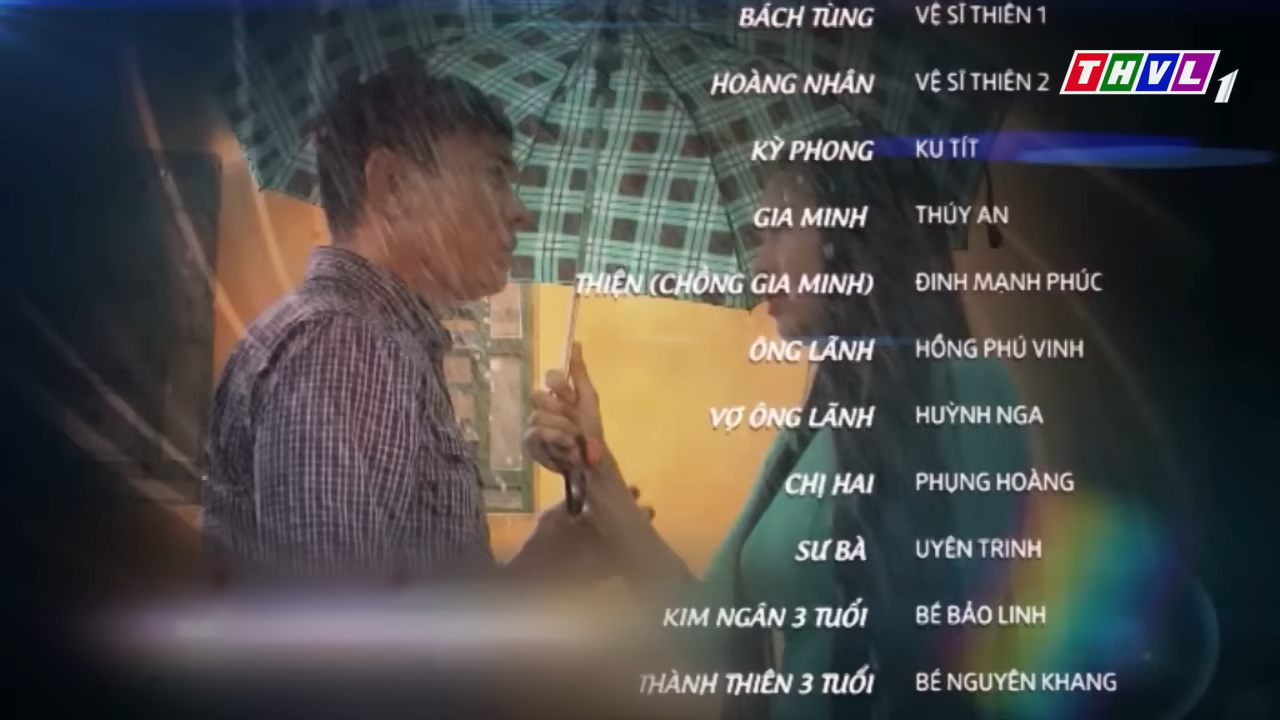 BÁCH TÙNG VỆ SĨ THIÊN 1
HOÀNG NHÂN VỆ SĨ THIÊN 2
THVL1
KỲ PHONG KU TÍT
GIA MINH THÚY AN
THIỆN (CHỒNG GIA MINH) ĐINH MẠNH PHÚC
ÔNG LÃNH HỒNG PHÚ VINH
VỢ ÔNG LÃNH HUỲNH NGA
CHỊ HAI PHỤNG HOÀNG
SƯ BÀ UYÊN TRINH
KIM NGÂN 3 TUỔI BÉ BẢO LINH
THÀNH THIÊN 3 TUỔI BÉ NGUYÊN KHANG